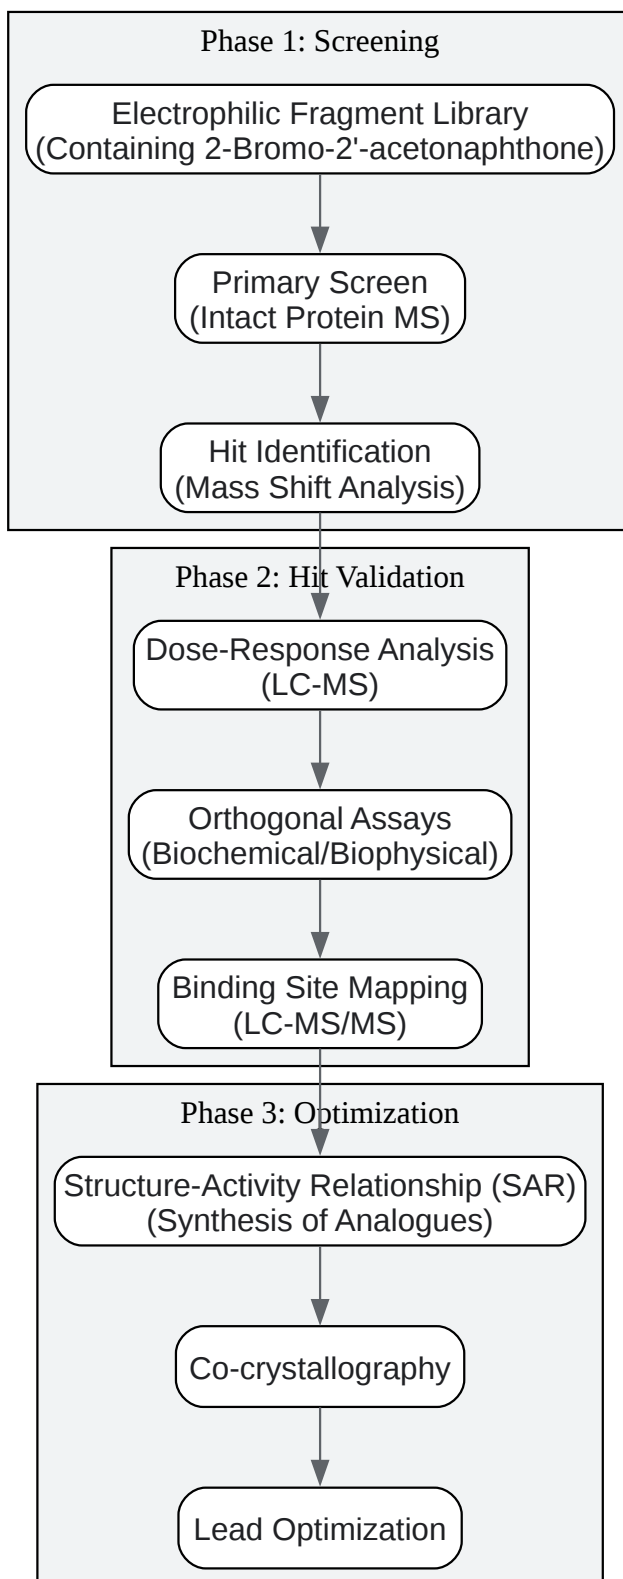 Phase 1: Screening
Electrophilic Fragment Library
(Containing 2-Bromo-2'-acetonaphthone)
Primary Screen
(Intact Protein MS)
Hit Identification
(Mass Shift Analysis)
Phase 2: Hit Validation
Dose-Response Analysis
(LC-MS)
Orthogonal Assays
(Biochemical/Biophysical)
Binding Site Mapping
(LC-MS/MS)
Phase 3: Optimization
Structure-Activity Relationship (SAR)
(Synthesis of Analogues)
Co-crystallography
Lead Optimization